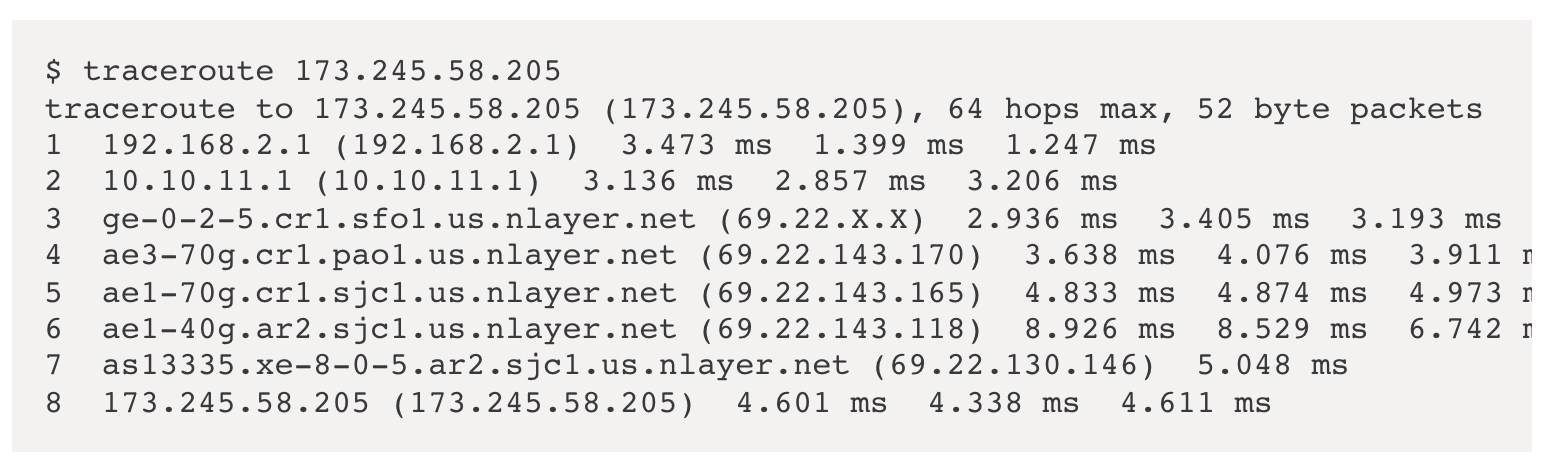 $ traceroute 173.245.58.205
traceroute to 173.245.58.205 (173.245.58.205), 64 hops max, 52 byte packets
1  192.168.2.1 (192.168.2.1)  3.473 ms  1.399 ms  1.247 ms
2  10.10.11.1 (10.10.11.1)  3.136 ms  2.857 ms  3.206 ms
3  ge-0-2-5.cr1.sfo1.us.nlayer.net (69.22.X.X)  2.936 ms  3.405 ms  3.193 ms
4  ae3-70g.cr1.pao1.us.nlayer.net (69.22.143.170)  3.638 ms  4.076 ms  3.911
5  ae1-70g.cr1.sjc1.us.nlayer.net (69.22.143.165)  4.833 ms  4.874 ms  4.973
6  ae1-40g.ar2.sjc1.us.nlayer.net (69.22.143.118)  8.926 ms  8.529 ms  6.742
7  as13335.xe-8-0-5.ar2.sjc1.us.nlayer.net (69.22.130.146)  5.048 ms
8  173.245.58.205 (173.245.58.205)  4.601 ms  4.338 ms  4.611 ms